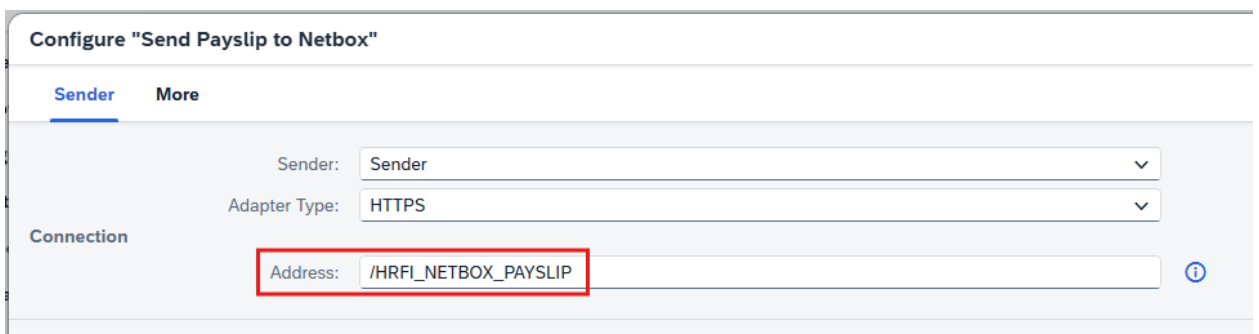 Configure "Send Payslip to Netbox"
Sender More
Sender: Sender
Adapter Type: HTTPS
Connection
Address: /HRFI_NETBOX_PAYSLIP